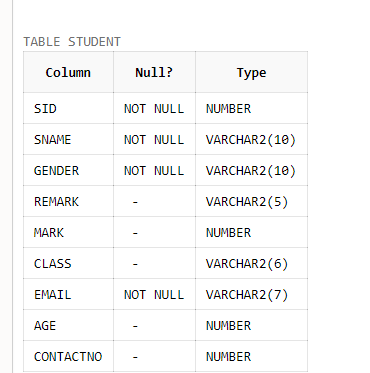 TABLE STUDENT
Column Null? Type
SID NOT NULL NUMBER
SNAME NOT NULL VARCHAR2(10)
GENDER NOT NULL VARCHAR2(10)
REMARK - VARCHAR2(5)
MARK - NUMBER
CLASS - VARCHAR2(6)
EMAIL NOT NULL VARCHAR2(7)
AGE - NUMBER
CONTACTNO - NUMBER